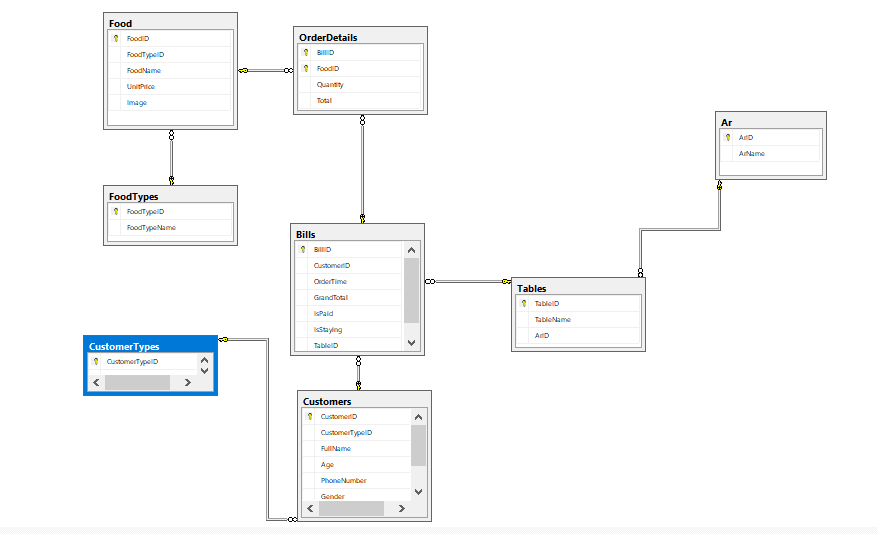 Food
FoodID
FoodTypeID
FoodName
UnitPrice
Image
OrderDetails
BillID
FoodID
Quantity
Total
Ar
ArID
ArName
FoodTypes
FoodTypeID
FoodTypeName
Bills
BillID
CustomerID
OrderTime
GrandTotal
IsPaid
IsStaying
TableID
Tables
TableID
TableName
ArID
CustomerTypes
CustomerTypeID
Customers
CustomerID
CustomerTypeID
FullName
Age
PhoneNumber
Gender